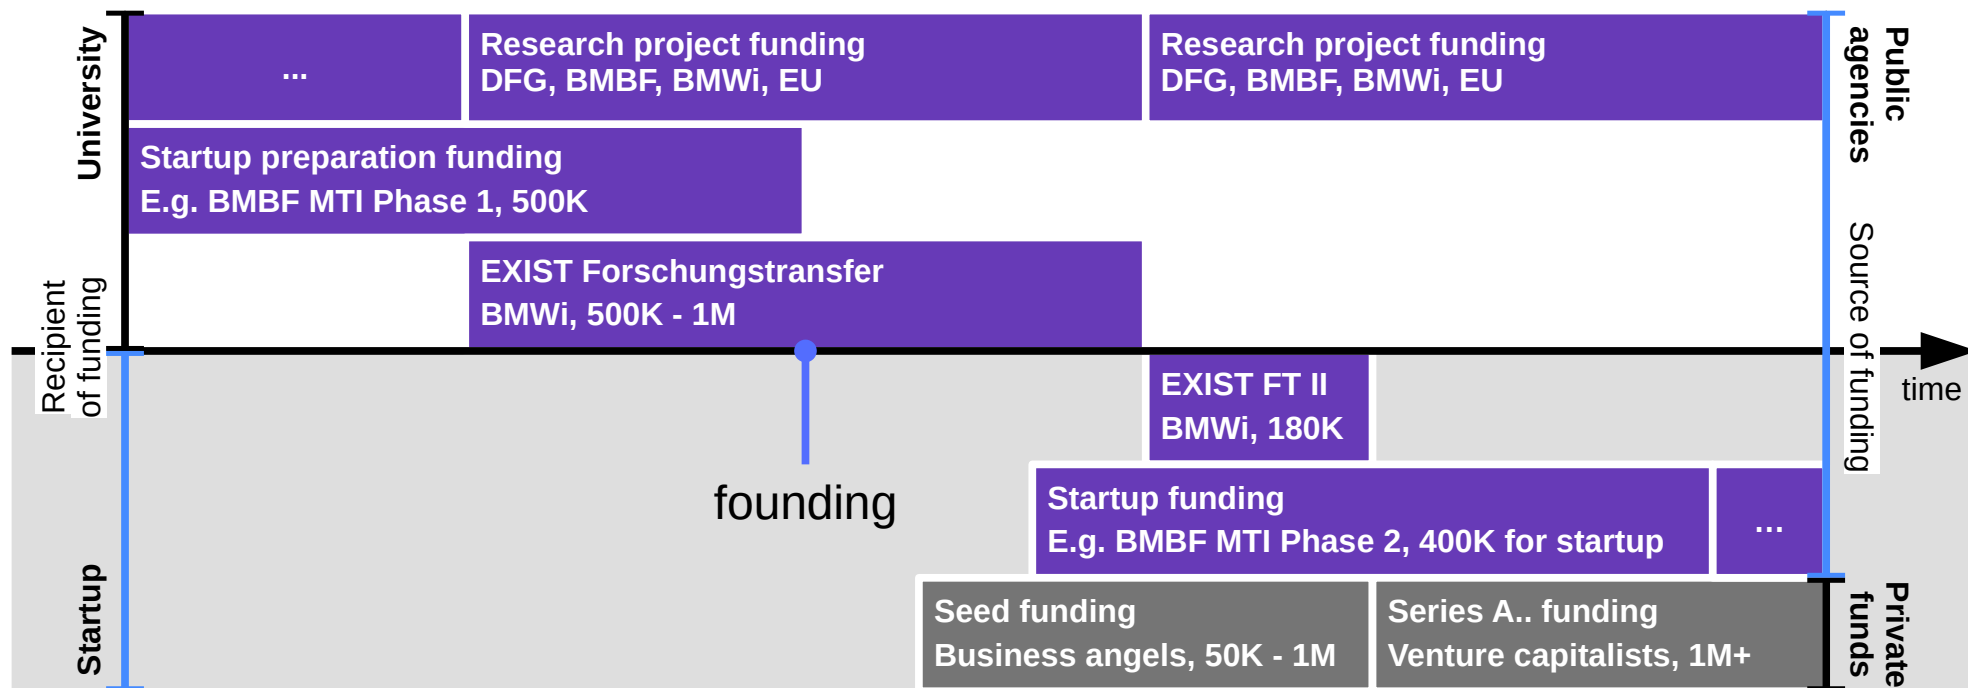 University
...
Research project funding
DFG, BMBF, BMWi, EU
Research project funding
DFG, BMBF, BMWi, EU
Public
agencies
Startup preparation funding
E.g. BMBF MTI Phase 1, 500K
EXIST Forschungstransfer
BMWi, 500K - 1M
Recipient
of funding
Source of funding
time
EXIST FT II
BMWi, 180K
founding
Startup funding
E.g. BMBF MTI Phase 2, 400K for startup
...
Startup
Seed funding
Business angels, 50K - 1M
Series A.. funding
Venture capitalists, 1M+
Private
funds